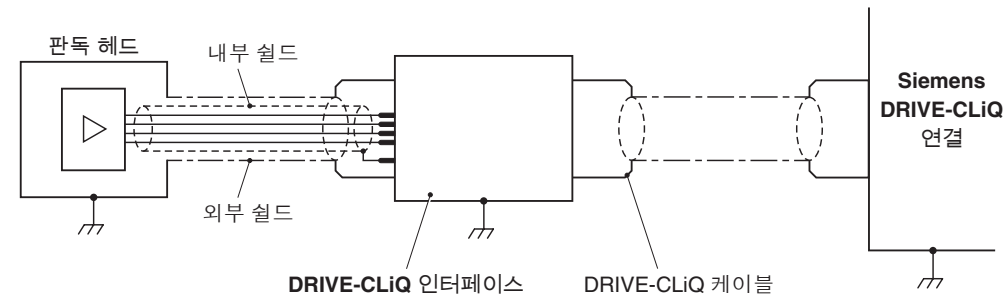 판독 헤드
내부 쉴드
외부 쉴드
DRIVE-CLiQ 인터페이스
DRIVE-CLiQ 케이블
Siemens
DRIVE-CLiQ
연결